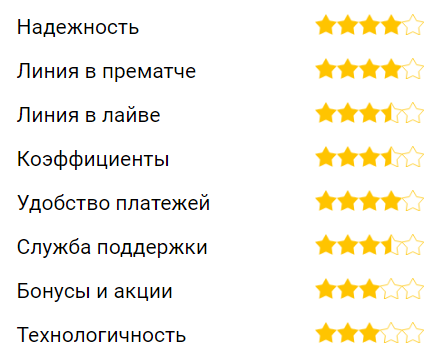 Надежность
Линия в прематче
Линия в лайве
Коэффициенты
Удобство платежей
Служба поддержки
Бонусы и акции
Технологичность